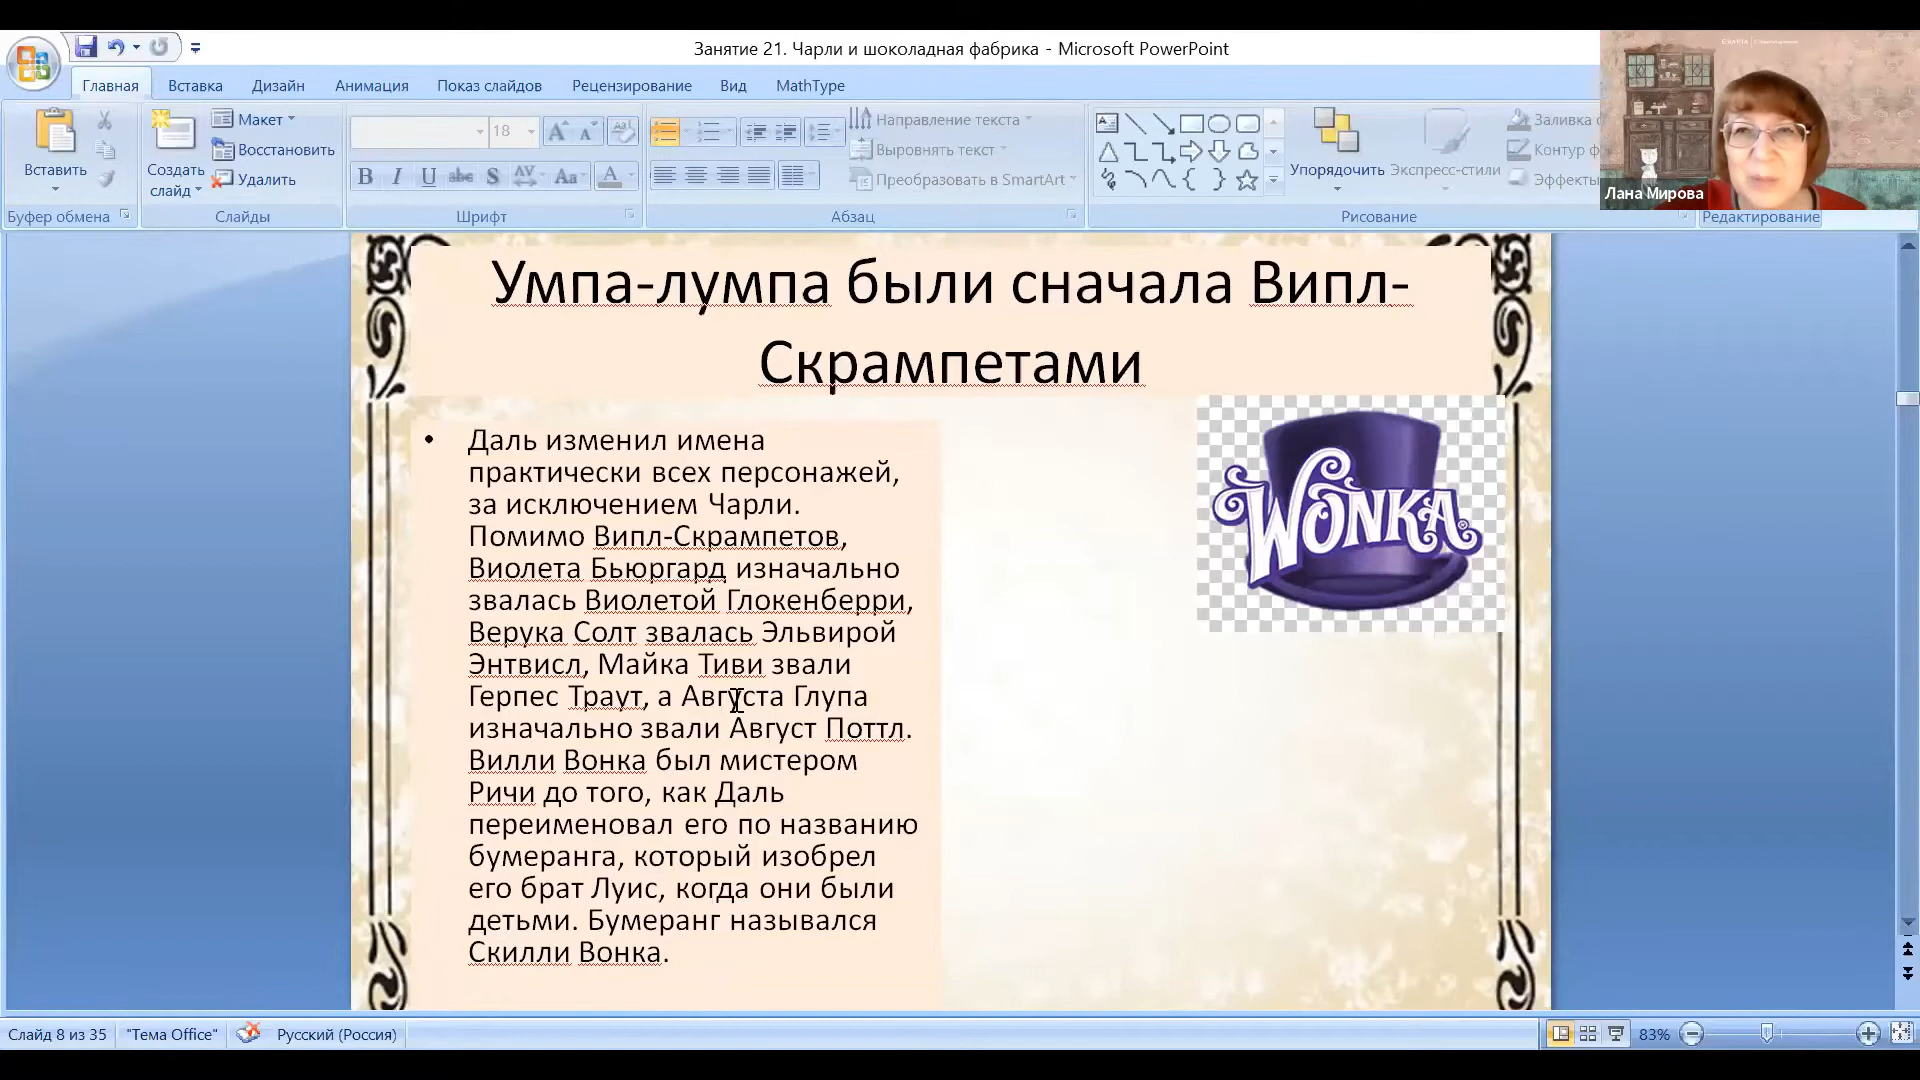 Занятие 21. Чарли и шоколадная фабрика - Microsoft PowerPoint
Главная Вставка Дизайн Анимация Показ слайдов Рецензирование Вид MathType
Вставить
Создать слайд
Макет
Восстановить
Удалить
18
Направление текста
Выровнять текст
Преобразовать в SmartArt
Упорядочить
Экспресс-стили
Заливка
Контур ф
Эффекты
Буфер обмена Слайды Шрифт Абзац Рисование Редактирование
Лана Мирова
Умпа-лумпа были сначала Випл-
Скрампетами
• Даль изменил имена
практически всех персонажей,
за исключением Чарли.
Помимо Випл-Скрампетов,
Виолета Бьюргард изначально
звалась Виолетой Глокенберри,
Верука Солт звалась Эльвирой
Энтвисл, Майка Тиви звали
Герпес Траут, а Августа Глупа
изначально звали Август Поттл.
Вилли Вонка был мистером
Ричи до того, как Даль
переименовал его по названию
бумеранга, который изобрел
его брат Луис, когда они были
детьми. Бумеранг назывался
Скилли Вонка.
WONKA
Слайд 8 из 35 "Тема Office" Русский (Россия) 83%